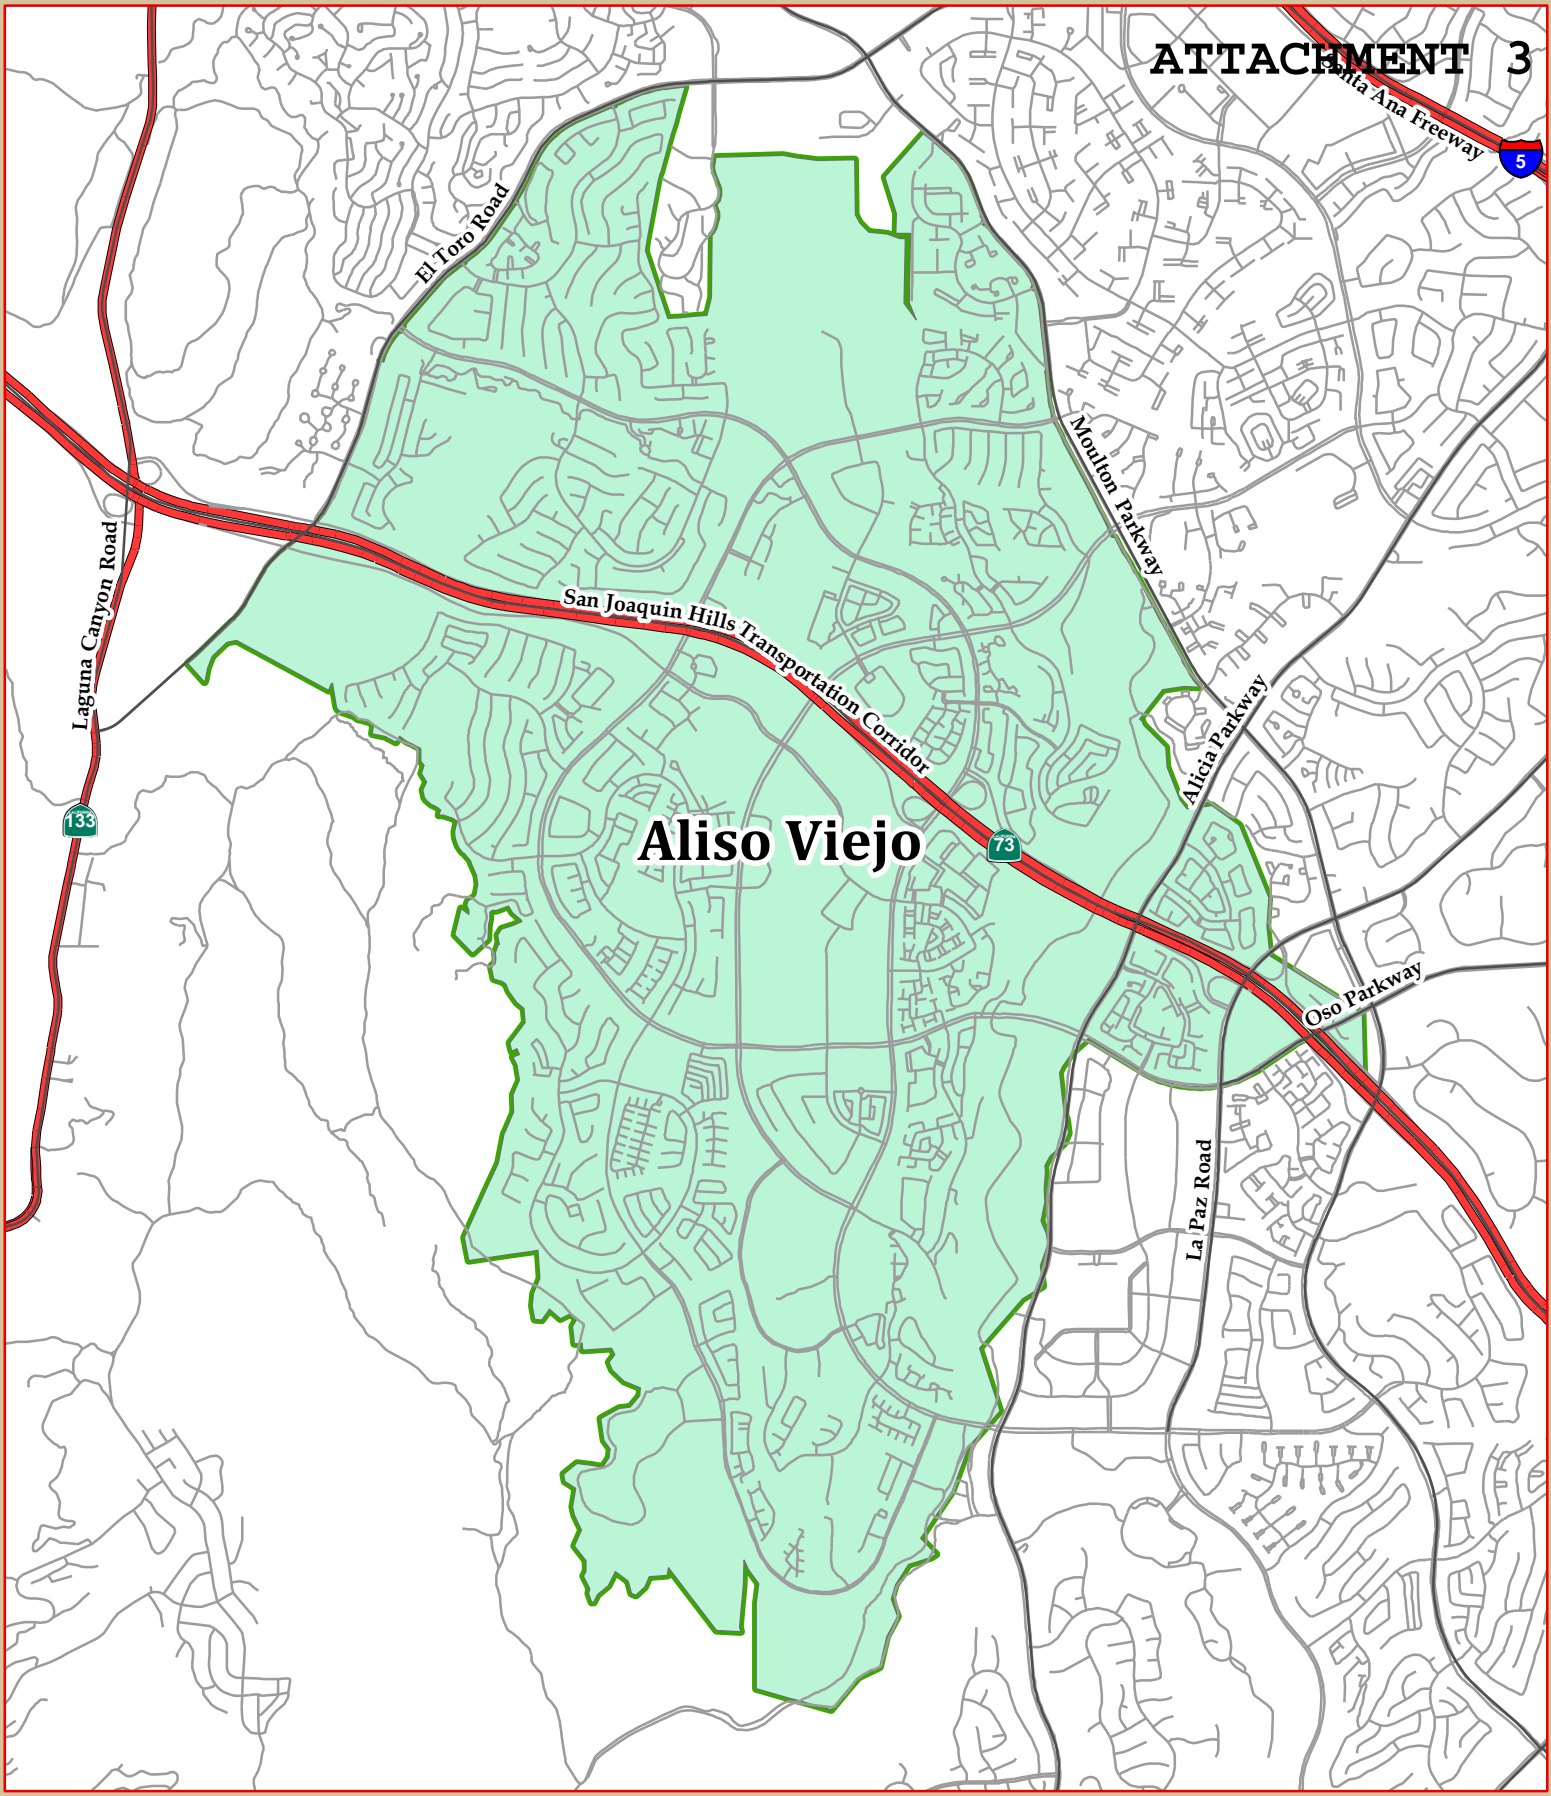 ATTACHMENT 3
Santa Ana Freeway
5
El Toro Road
Moulton Parkway
Laguna Canyon Road
San Joaquin Hills Transportation Corridor
Alicia Parkway
133
Aliso Viejo
73
Oso Parkway
La Paz Road